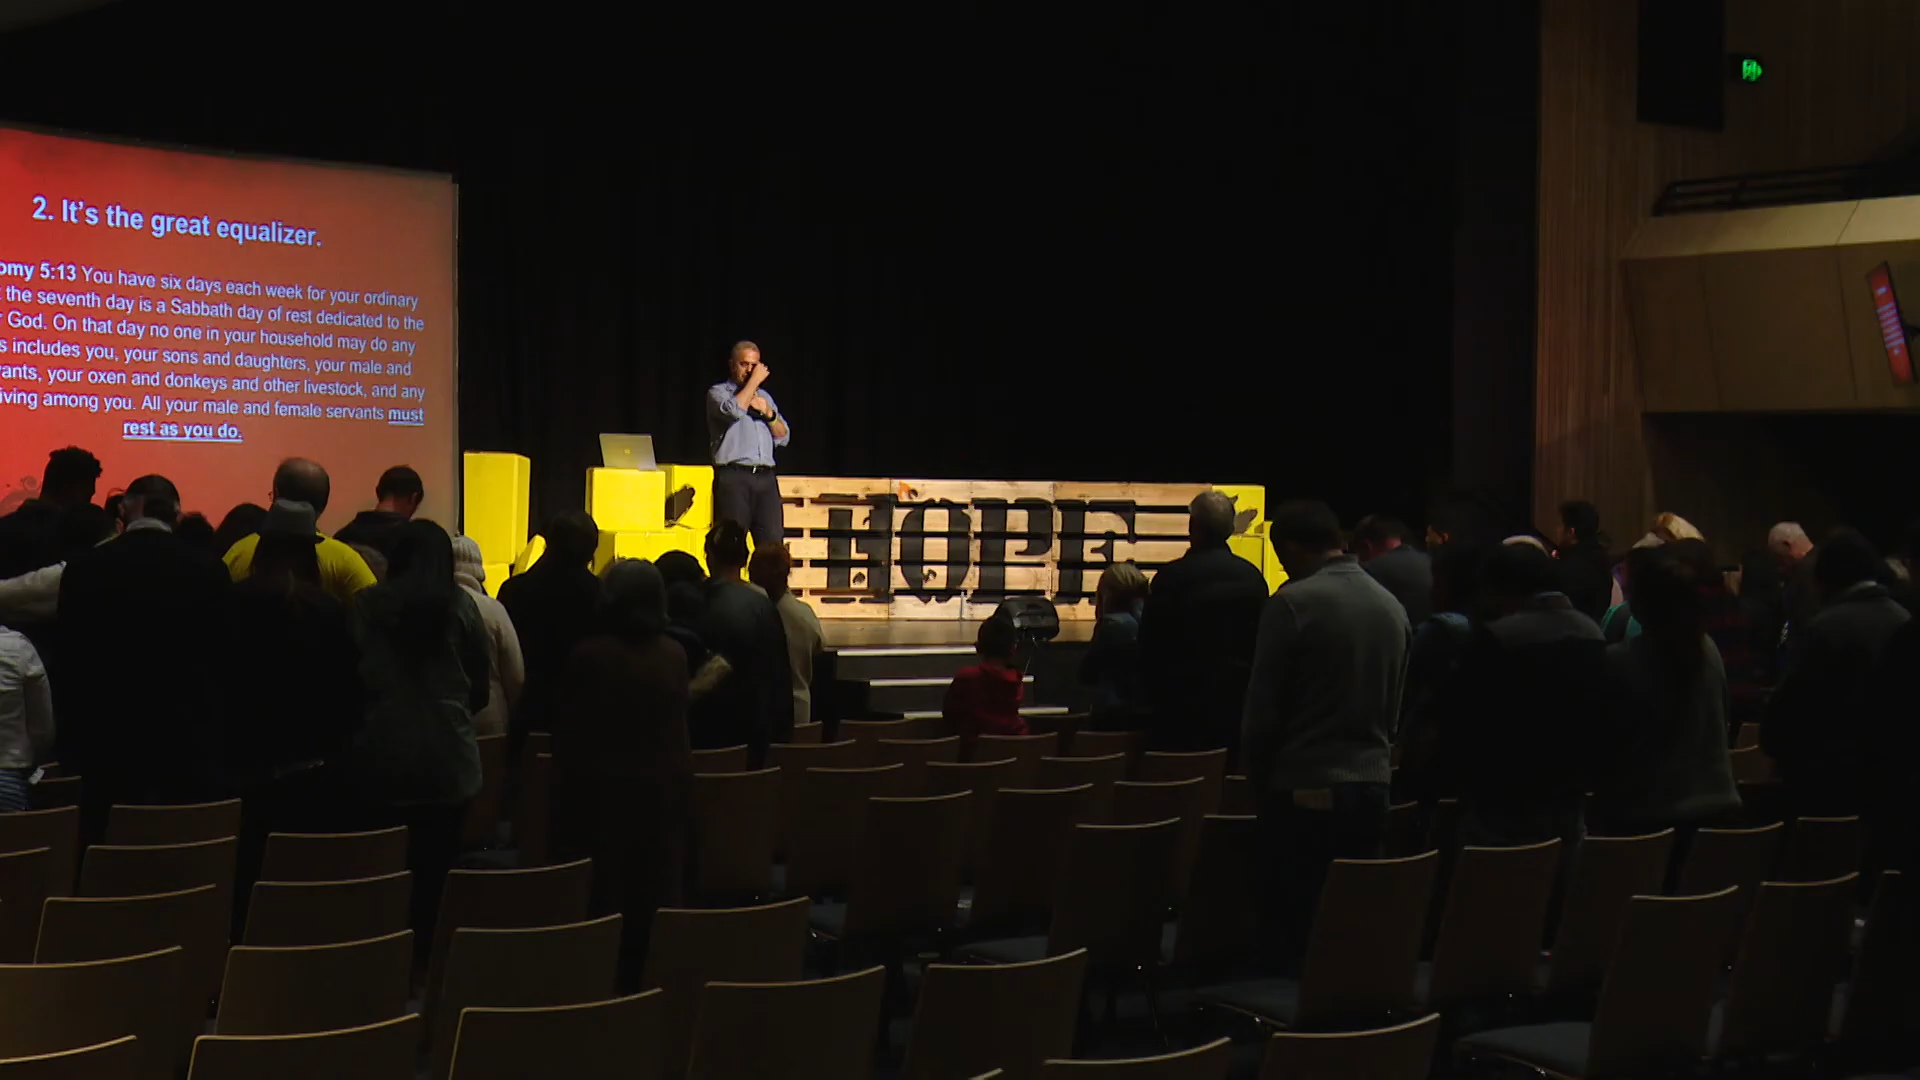 2. It's the great equalizer.
omy 5:13 You have six days each week for your ordinary
the seventh day is a Sabbath day of rest dedicated to the
God. On that day no one in your household may do any
s includes you, your sons and daughters, your male and
ants, your oxen and donkeys and other livestock, and any
iving among you. All your male and female servants must
rest as you do.
HOPE